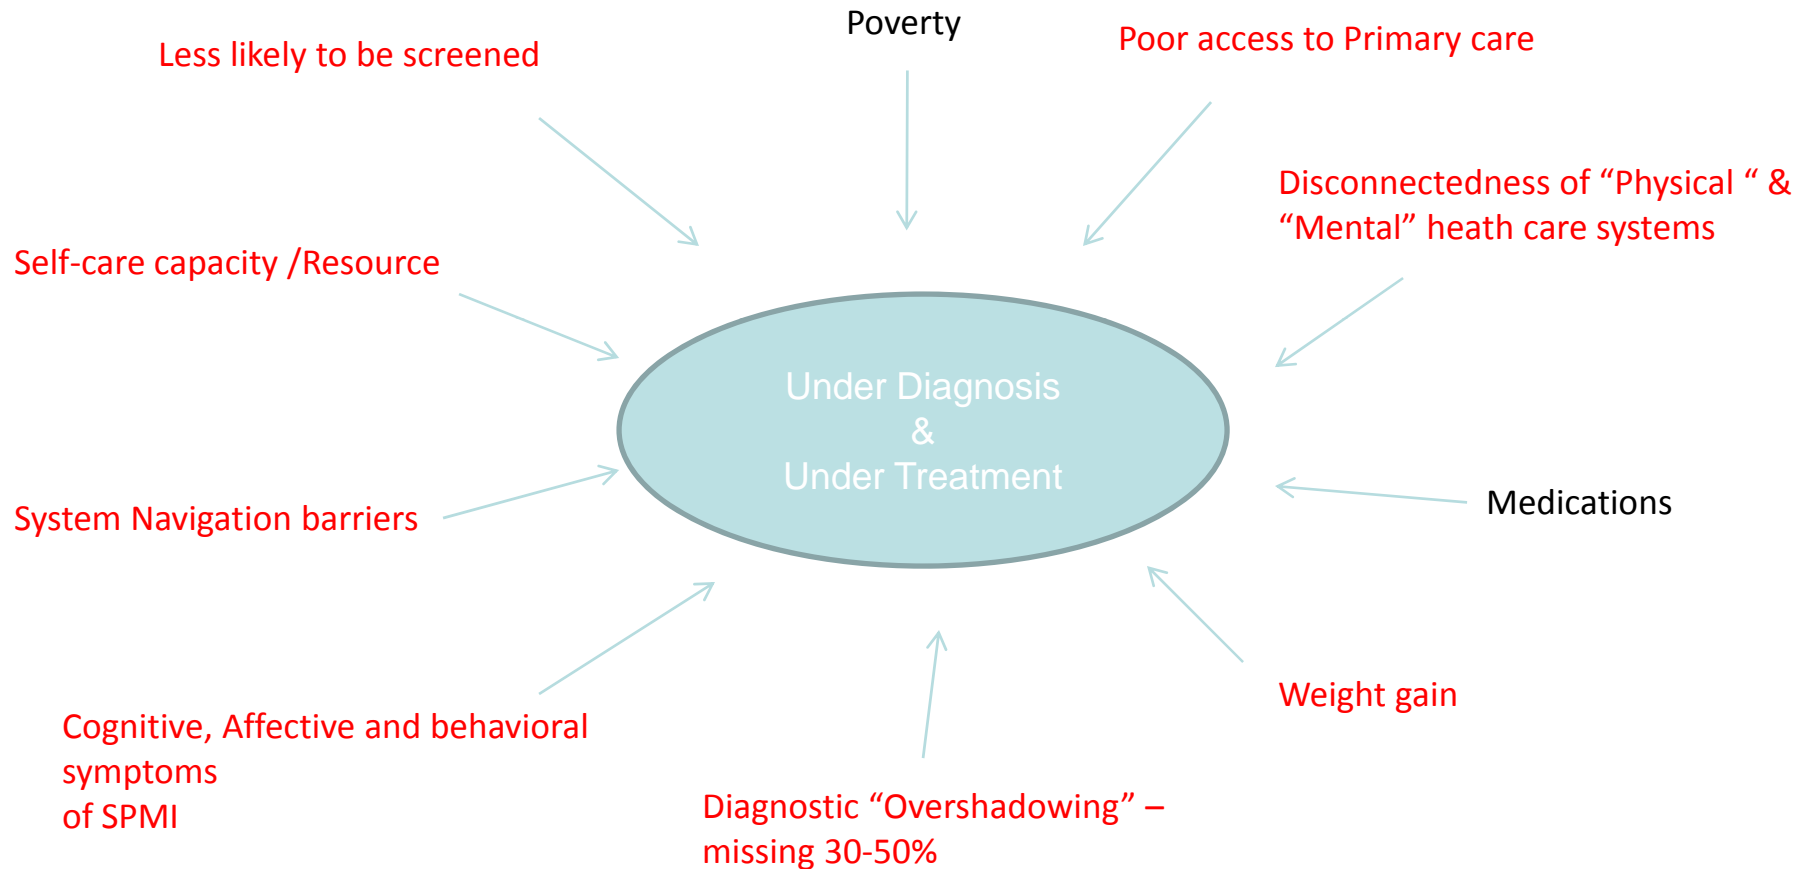 Poverty
Less likely to be screened
Poor access to Primary care
Disconnectedness of “Physical “ &
“Mental” heath care systems
Self-care capacity /Resource
Under Diagnosis
&
Under Treatment
System Navigation barriers
Medications
Weight gain
Cognitive, Affective and behavioral
symptoms
of SPMI
Diagnostic “Overshadowing” –
missing 30-50%